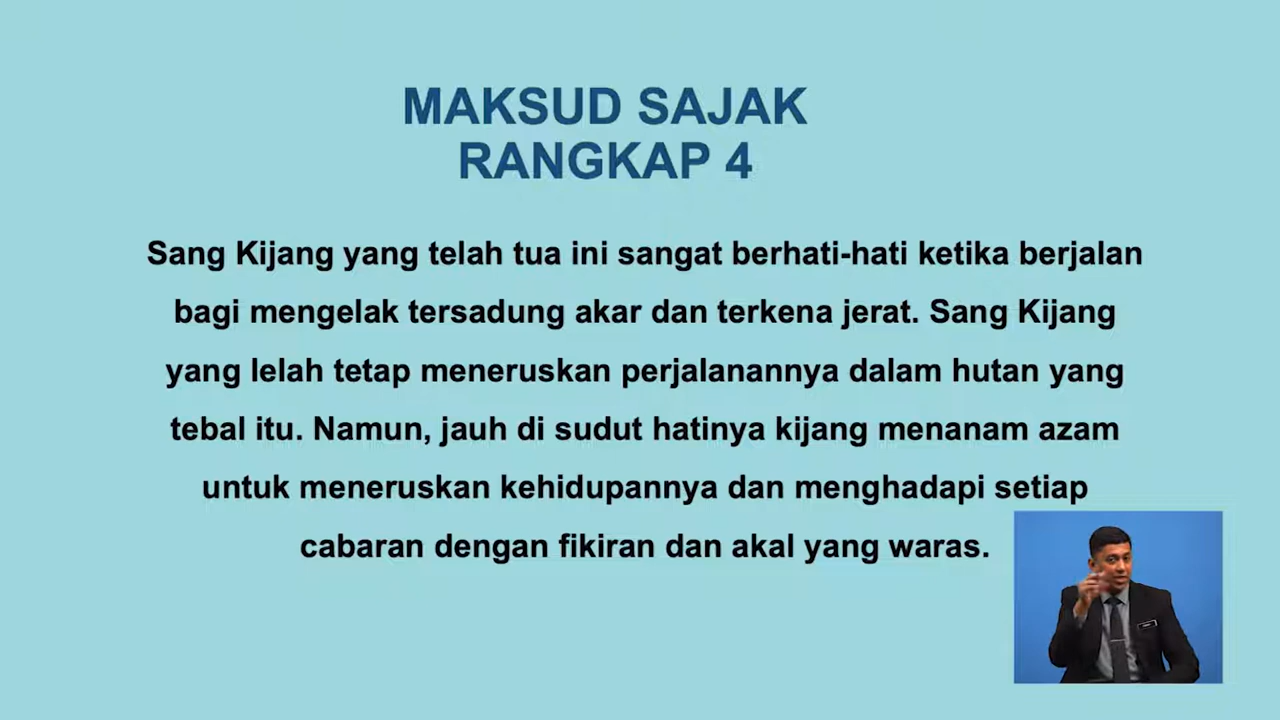 MAKSUD SAJAK
RANGKAP 4
Sang Kijang yang telah tua ini sangat berhati-hati ketika berjalan
bagi mengelak tersadung akar dan terkena jerat. Sang Kijang
yang lelah tetap meneruskan perjalanannya dalam hutan yang
tebal itu. Namun, jauh di sudut hatinya kijang menanam azam
untuk meneruskan kehidupannya dan menghadapi setiap
cabaran dengan fikiran dan akal yang waras.